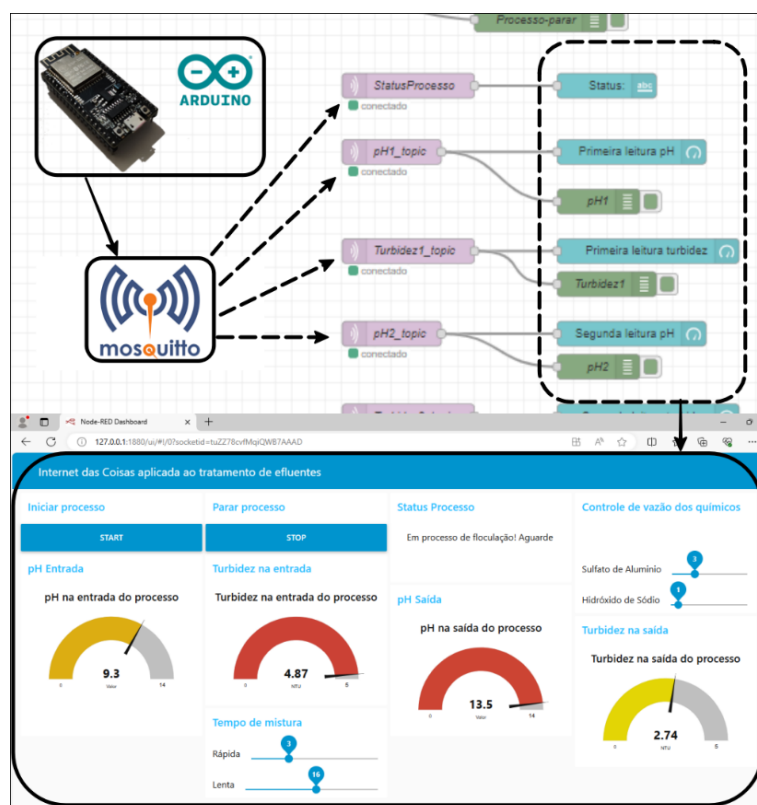 Processo-parar
ARDUINO
StatusProcesso
Status:
abc
conectado
pH1_topic
Primeira leitura pH
conectado
pH1
Turbidez1_topic
Primeira leitura turbidez
conectado
Turbidez1
mosquitto
pH2_topic
Segunda leitura pH
conectado
pH2
Node-RED Dashboard
127.0.0.1:1880/ui/#!/0?socketid=tuZZ78cvfMqiQWB7AAAD
Internet das Coisas aplicada ao tratamento de efluentes
Iniciar processo
START
Parar processo
STOP
Status Processo
Em processo de floculação! Aguarde
Controle de vazão dos químicos
Sulfato de Alumínio
3
Hidróxido de Sódio
1
pH Entrada
pH na entrada do processo
9.3
Valor
0
14
Turbidez na entrada
Turbidez na entrada do processo
4.87
NTU
0
5
pH Saída
pH na saída do processo
13.5
Valor
0
14
Turbidez na saída
Turbidez na saída do processo
2.74
NTU
0
5
Tempo de mistura
Rápida
3
Lenta
16